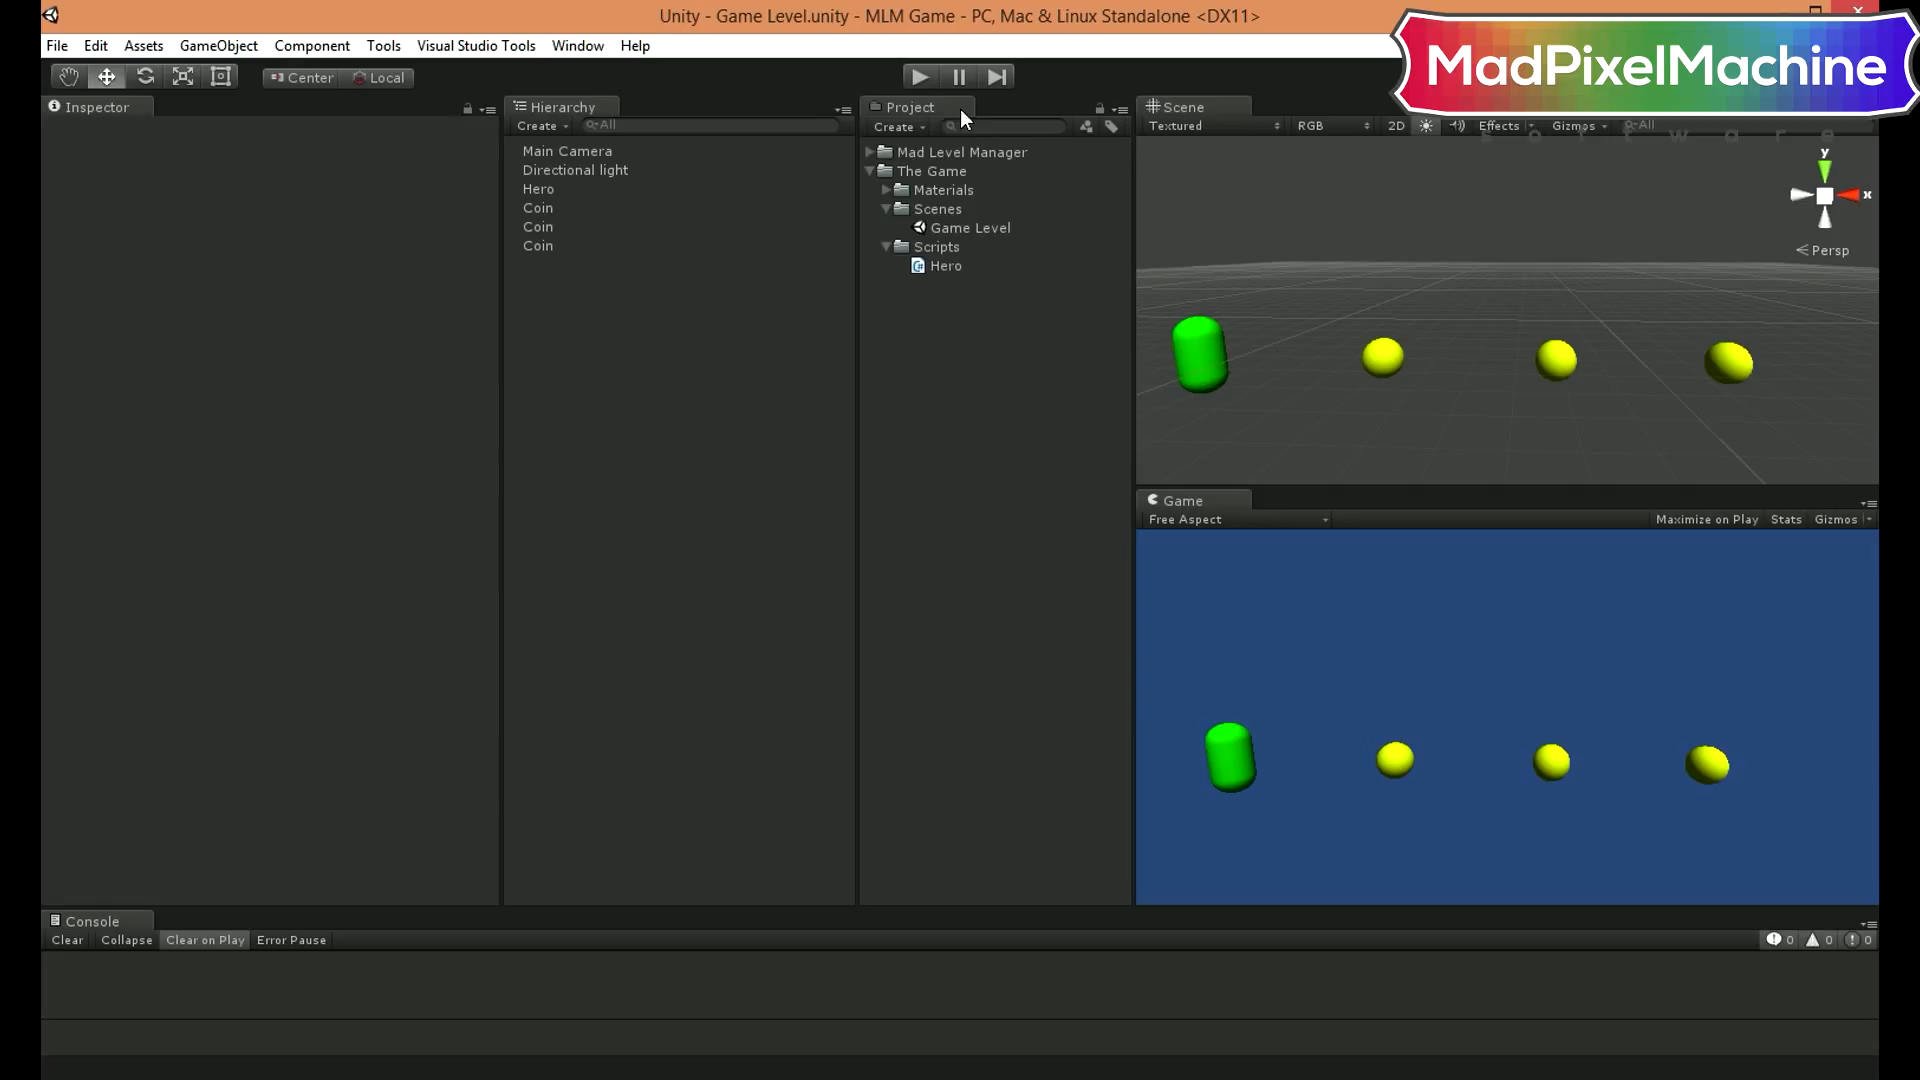 Unity - Game Level.unity - MLM Game - PC, Mac & Linux Standalone <DX11>
MadPixelMachine
File Edit Assets GameObject Component Tools Visual Studio Tools Window Help
Center Local
Inspector
Hierarchy
Create All
Main Camera
Directional light
Hero
Coin
Coin
Coin
Project
Create
Mad Level Manager
The Game
Materials
Scenes
Game Level
Scripts
Hero
Scene
Textured RGB 2D Effects Gizmos All
y
x
Persp
Game
Free Aspect Maximize on Play Stats Gizmos
Console
Clear Collapse Clear on Play Error Pause 0 0 0